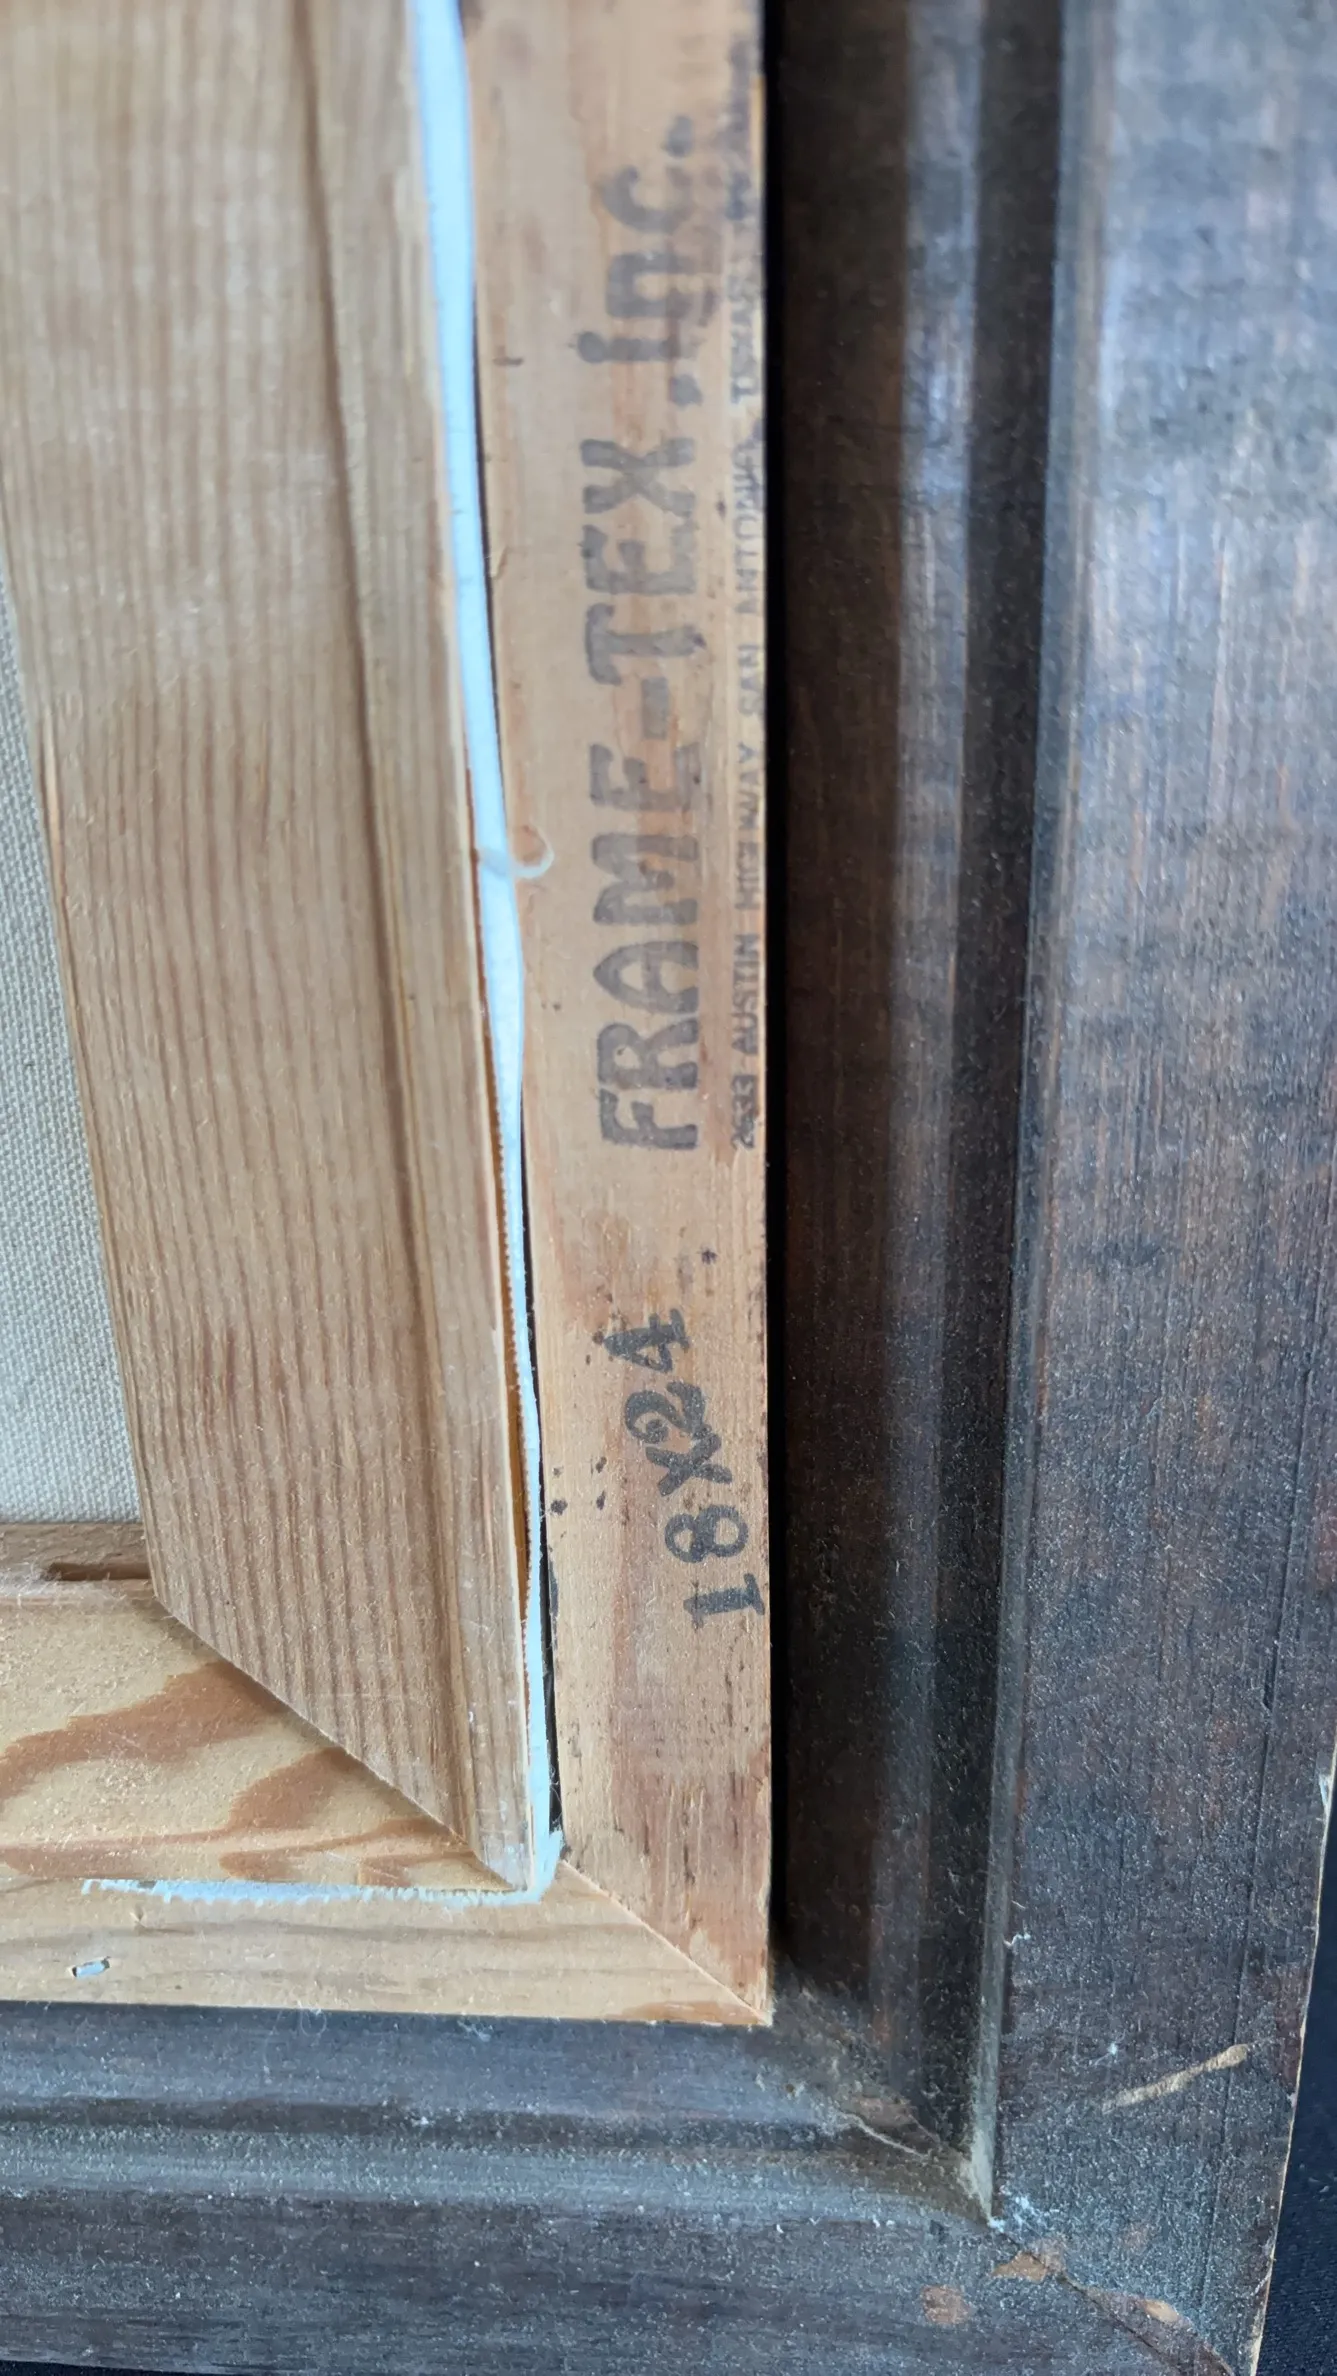 FRAME-TEX.inc.
2633 AUSTIN HIGHWAY SAN ANTONIO, TEXAS
18X24